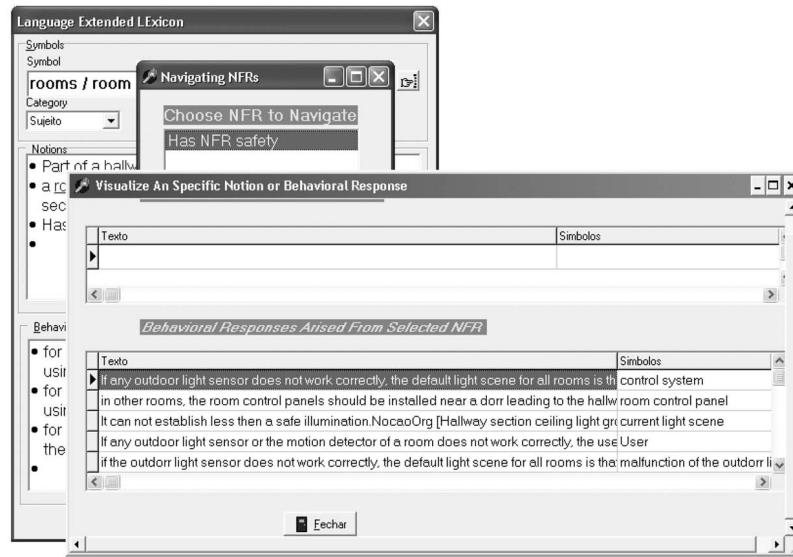 Language Extended LExicon
Symbols
Symbol
rooms / room
Category
Sujeito
Notions
Part of a hallw
a
sec
Has
Behavi
for
usin
for
usin
for
the
Navigating NFRs
Choose NFR to Navigate
Has NFR safety
Visualize An Specific Notion or Behavioral Response
Texto Simbolos
Behavioral Responses Arised From Selected NFR
Texto Simbolos
If any outdoor light sensor does not work correctly, the default light scene for all rooms is th control system
in other rooms, the room control panels should be installed near a dorr leading to the hallw room control panel
It can not establish less then a safe illumination.NocaoOrg [Hallway section ceiling light gro current light scene
If any outdoor light sensor or the motion detector of a room does not work correctly, the use User
if the outdorr light sensor does not work correctly, the default light scene for all rooms is tha malfunction of the outdorr li
Fechar